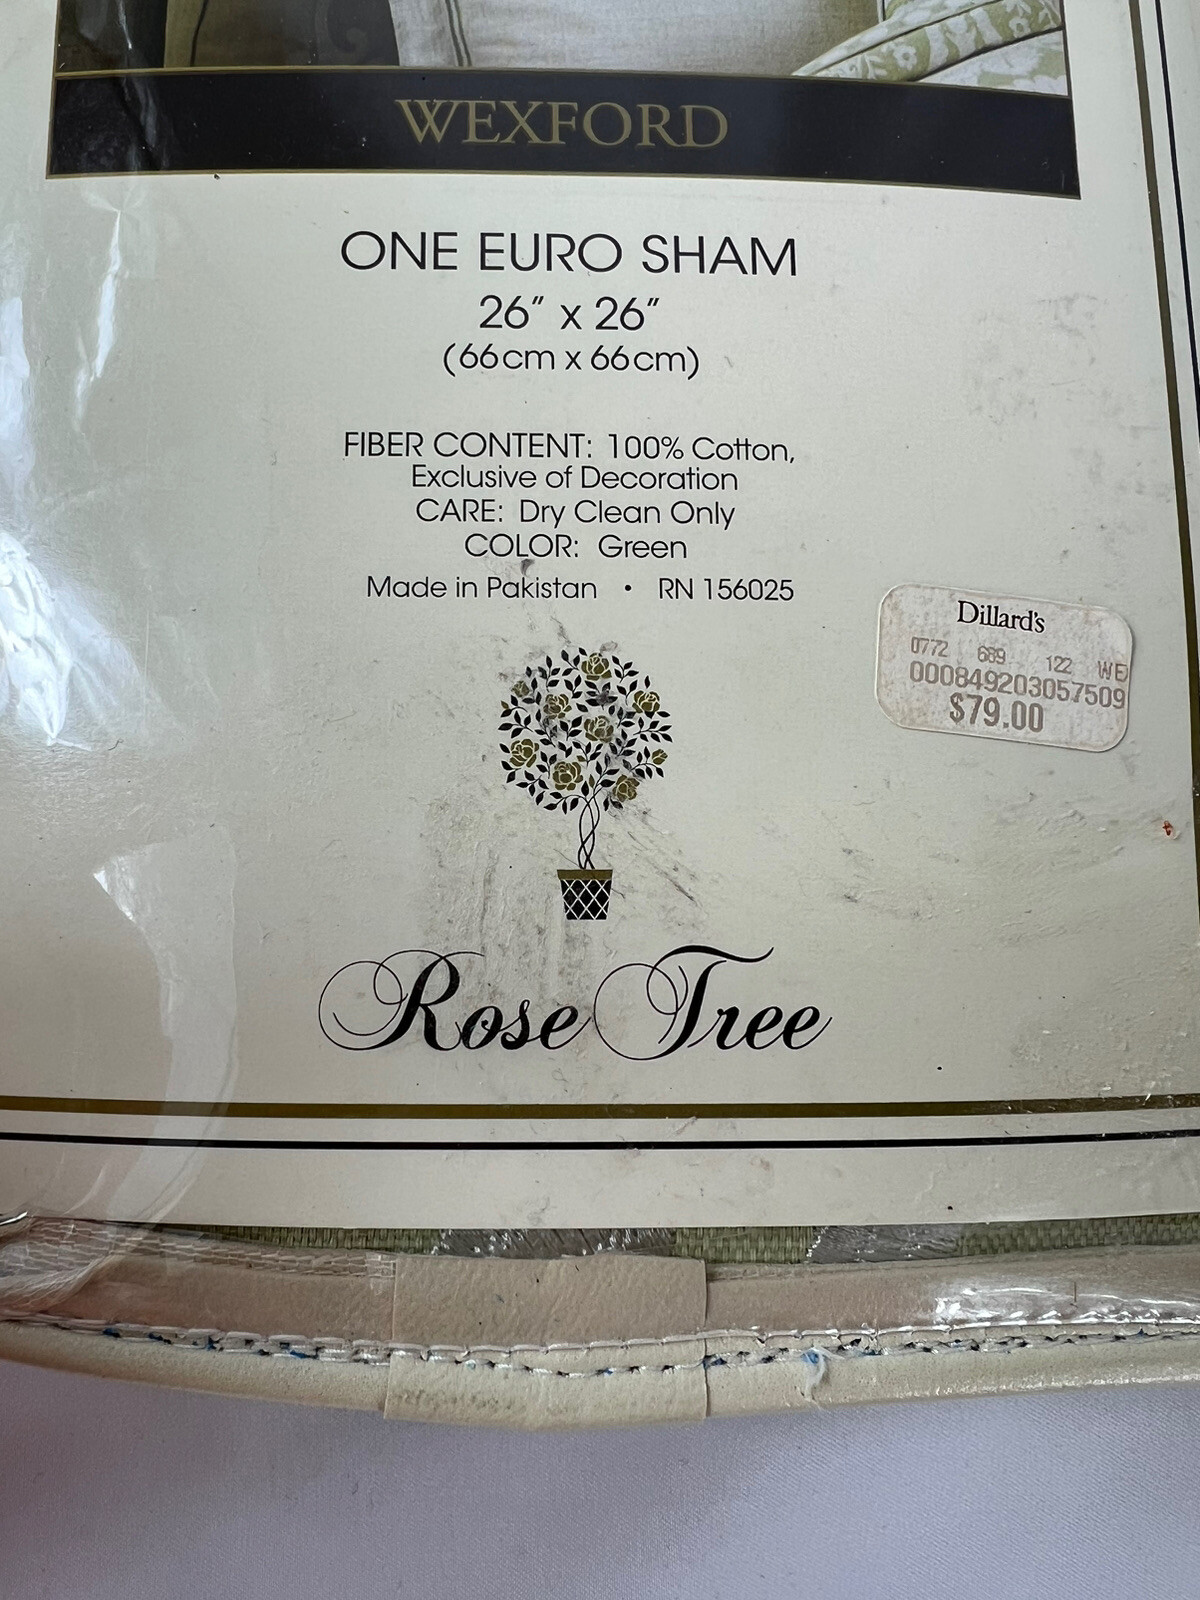 WEXFORD
ONE EURO SHAM
26" x 26"
(66cm x 66cm)
FIBER CONTENT: 100% Cotton,
Exclusive of Decoration
CARE: Dry Clean Only
COLOR: Green
Made in Pakistan • RN 156025
Dillard's
0772 689 122 WE
000849203057509
$79.00
Rose Tree